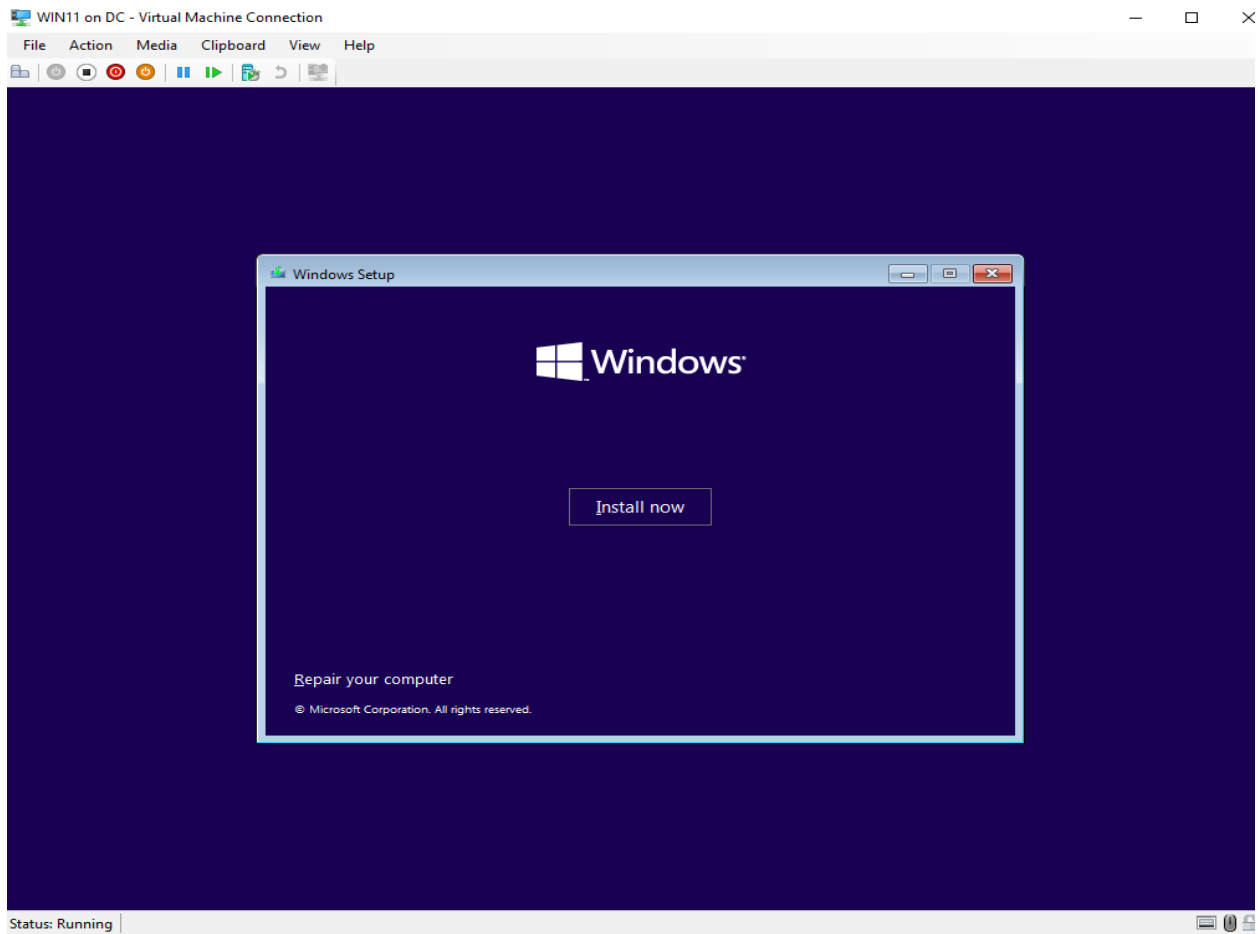 WIN11 on DC - Virtual Machine Connection
File Action Media Clipboard View Help
Windows Setup
Windows
Install now
Repair your computer
© Microsoft Corporation. All rights reserved.
Status: Running